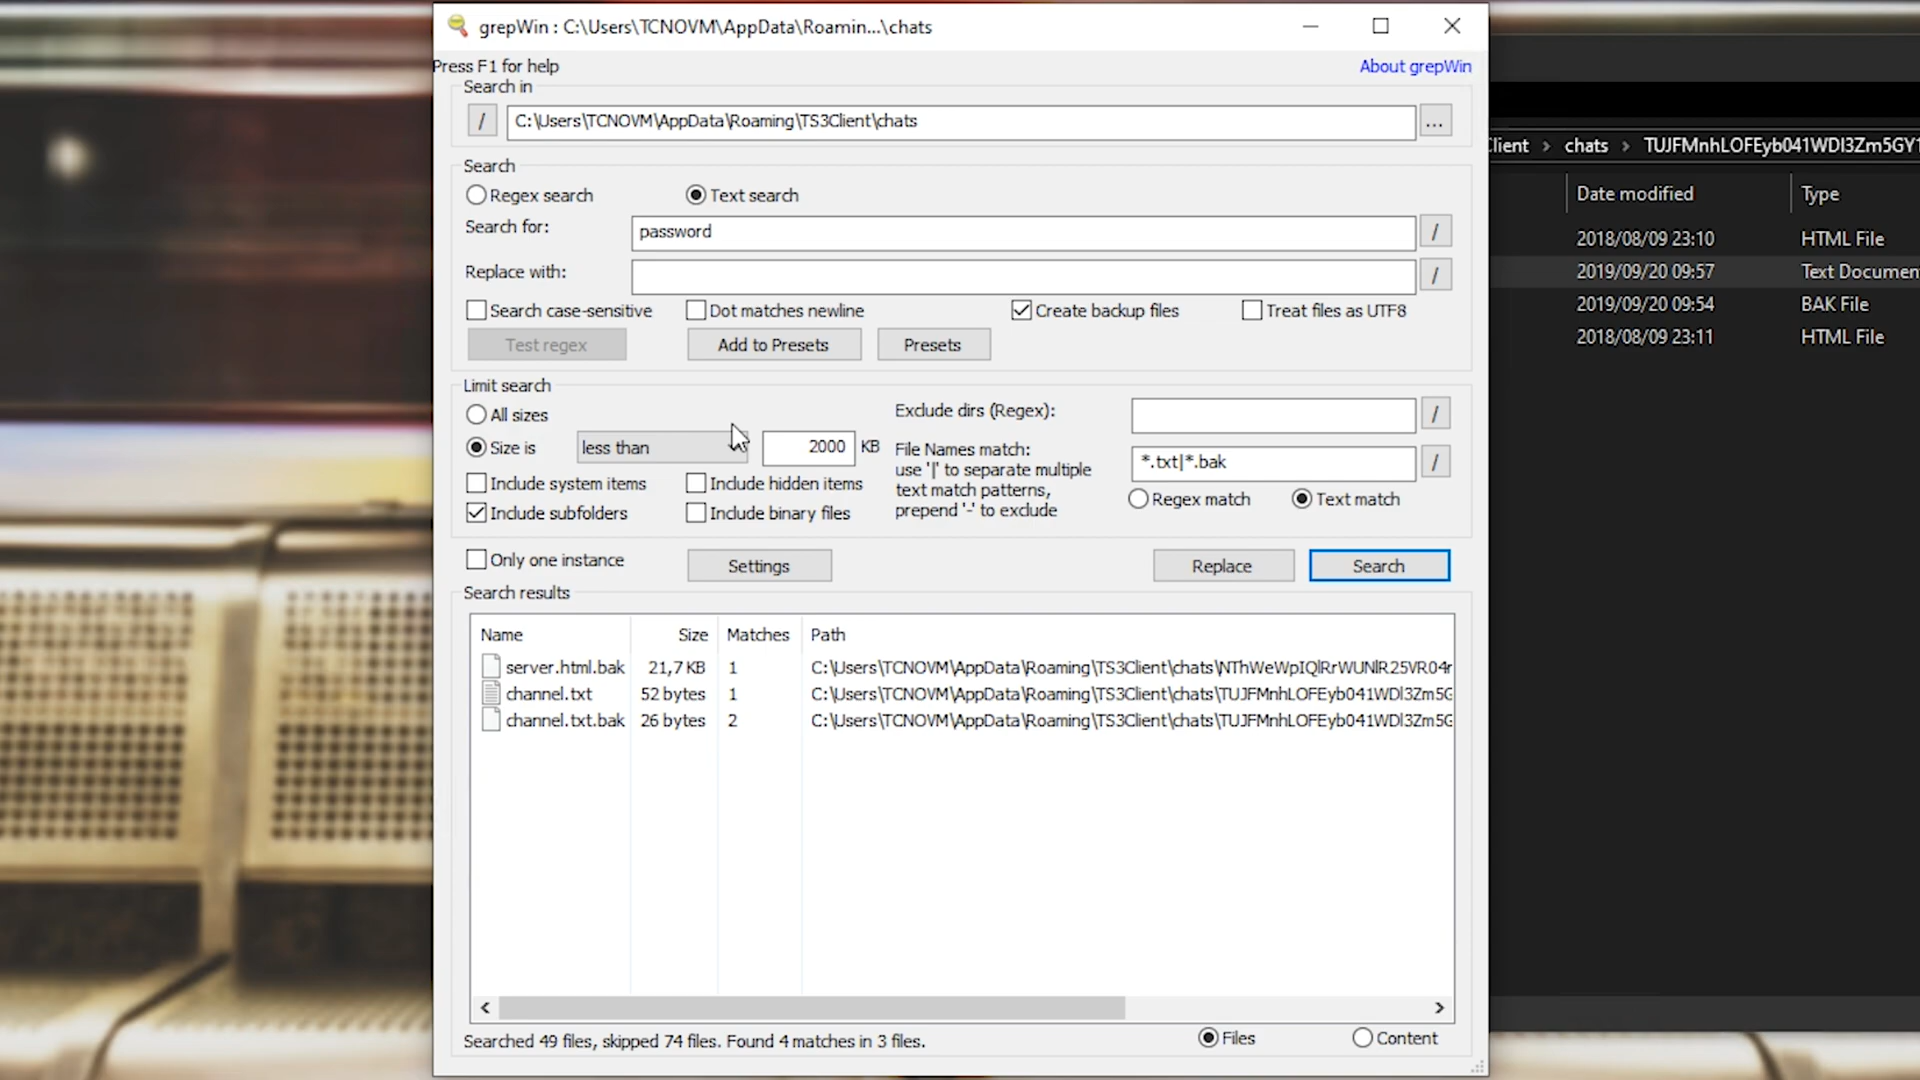 grepWin : C:\Users\TCNOVM\AppData\Roamin...\chats
Press F1 for help
About grepWin
Search in
/
C:\Users\TCNOVM\AppData\Roaming\TS3Client\chats
...
Search
Regex search
Text search
Search for:
password
/
Replace with:
/
Search case-sensitive
Dot matches newline
Create backup files
Treat files as UTF8
Test regex
Add to Presets
Presets
Limit search
All sizes
Size is
less than
2000
KB
Include system items
Include hidden items
Include subfolders
Include binary files
Exclude dirs (Regex):
/
File Names match:
use '|' to separate multiple
text match patterns,
prepend '-' to exclude
*.txt|*.bak
/
Regex match
Text match
Only one instance
Settings
Replace
Search
Search results
Name Size Matches Path
server.html.bak 21,7 KB 1 C:\Users\TCNOVM\AppData\Roaming\TS3Client\chats\NThWeWpIQlRrWUNlR25VR04r
channel.txt 52 bytes 1 C:\Users\TCNOVM\AppData\Roaming\TS3Client\chats\TUJFMnhLOFEyb041WDl3Zm5G
channel.txt.bak 26 bytes 2 C:\Users\TCNOVM\AppData\Roaming\TS3Client\chats\TUJFMnhLOFEyb041WDl3Zm5G
Searched 49 files, skipped 74 files. Found 4 matches in 3 files.
Files
Content
Client > chats > TUJFMnhLOFEyb041WDl3Zm5GY1
Date modified Type
2018/08/09 23:10 HTML File
2019/09/20 09:57 Text Documen
2019/09/20 09:54 BAK File
2018/08/09 23:11 HTML File